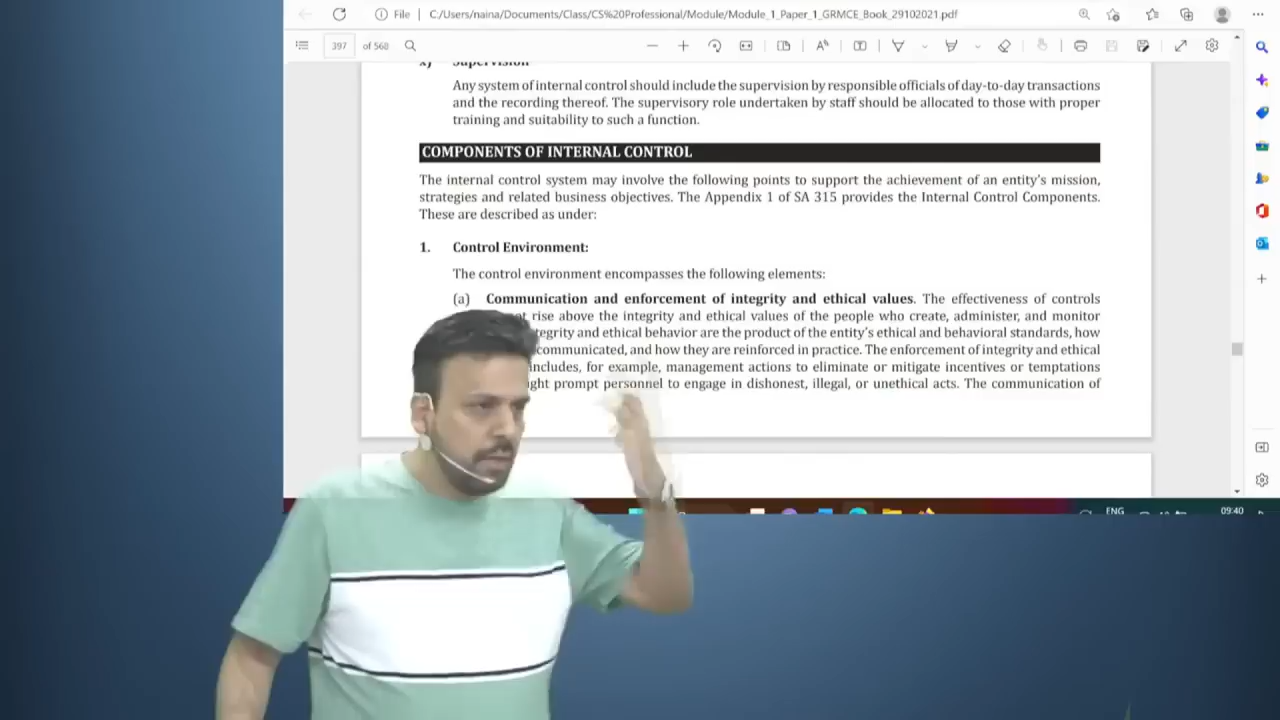 File C:/Users/naina/Documents/Class/CS%20Professional/Module/Module_1_Paper_1_GRMCE_Book_29102021.pdf
397 of 560
x) Supervision
Any system of internal control should include the supervision by responsible officials of day-to-day transactions
and the recording thereof. The supervisory role undertaken by staff should be allocated to those with proper
training and suitability to such a function.
COMPONENTS OF INTERNAL CONTROL
The internal control system may involve the following points to support the achievement of an entity's mission,
strategies and related business objectives. The Appendix 1 of SA 315 provides the Internal Control Components.
These are described as under:
1. Control Environment:
The control environment encompasses the following elements:
(a) Communication and enforcement of integrity and ethical values. The effectiveness of controls
rise above the integrity and ethical values of the people who create, administer, and monitor
and ethical behavior are the product of the entity's ethical and behavioral standards, how
communicated, and how they are reinforced in practice. The enforcement of integrity and ethical
includes, for example, management actions to eliminate or mitigate incentives or temptations
prompt personnel to engage in dishonest, illegal, or unethical acts. The communication of
ENG
09:40